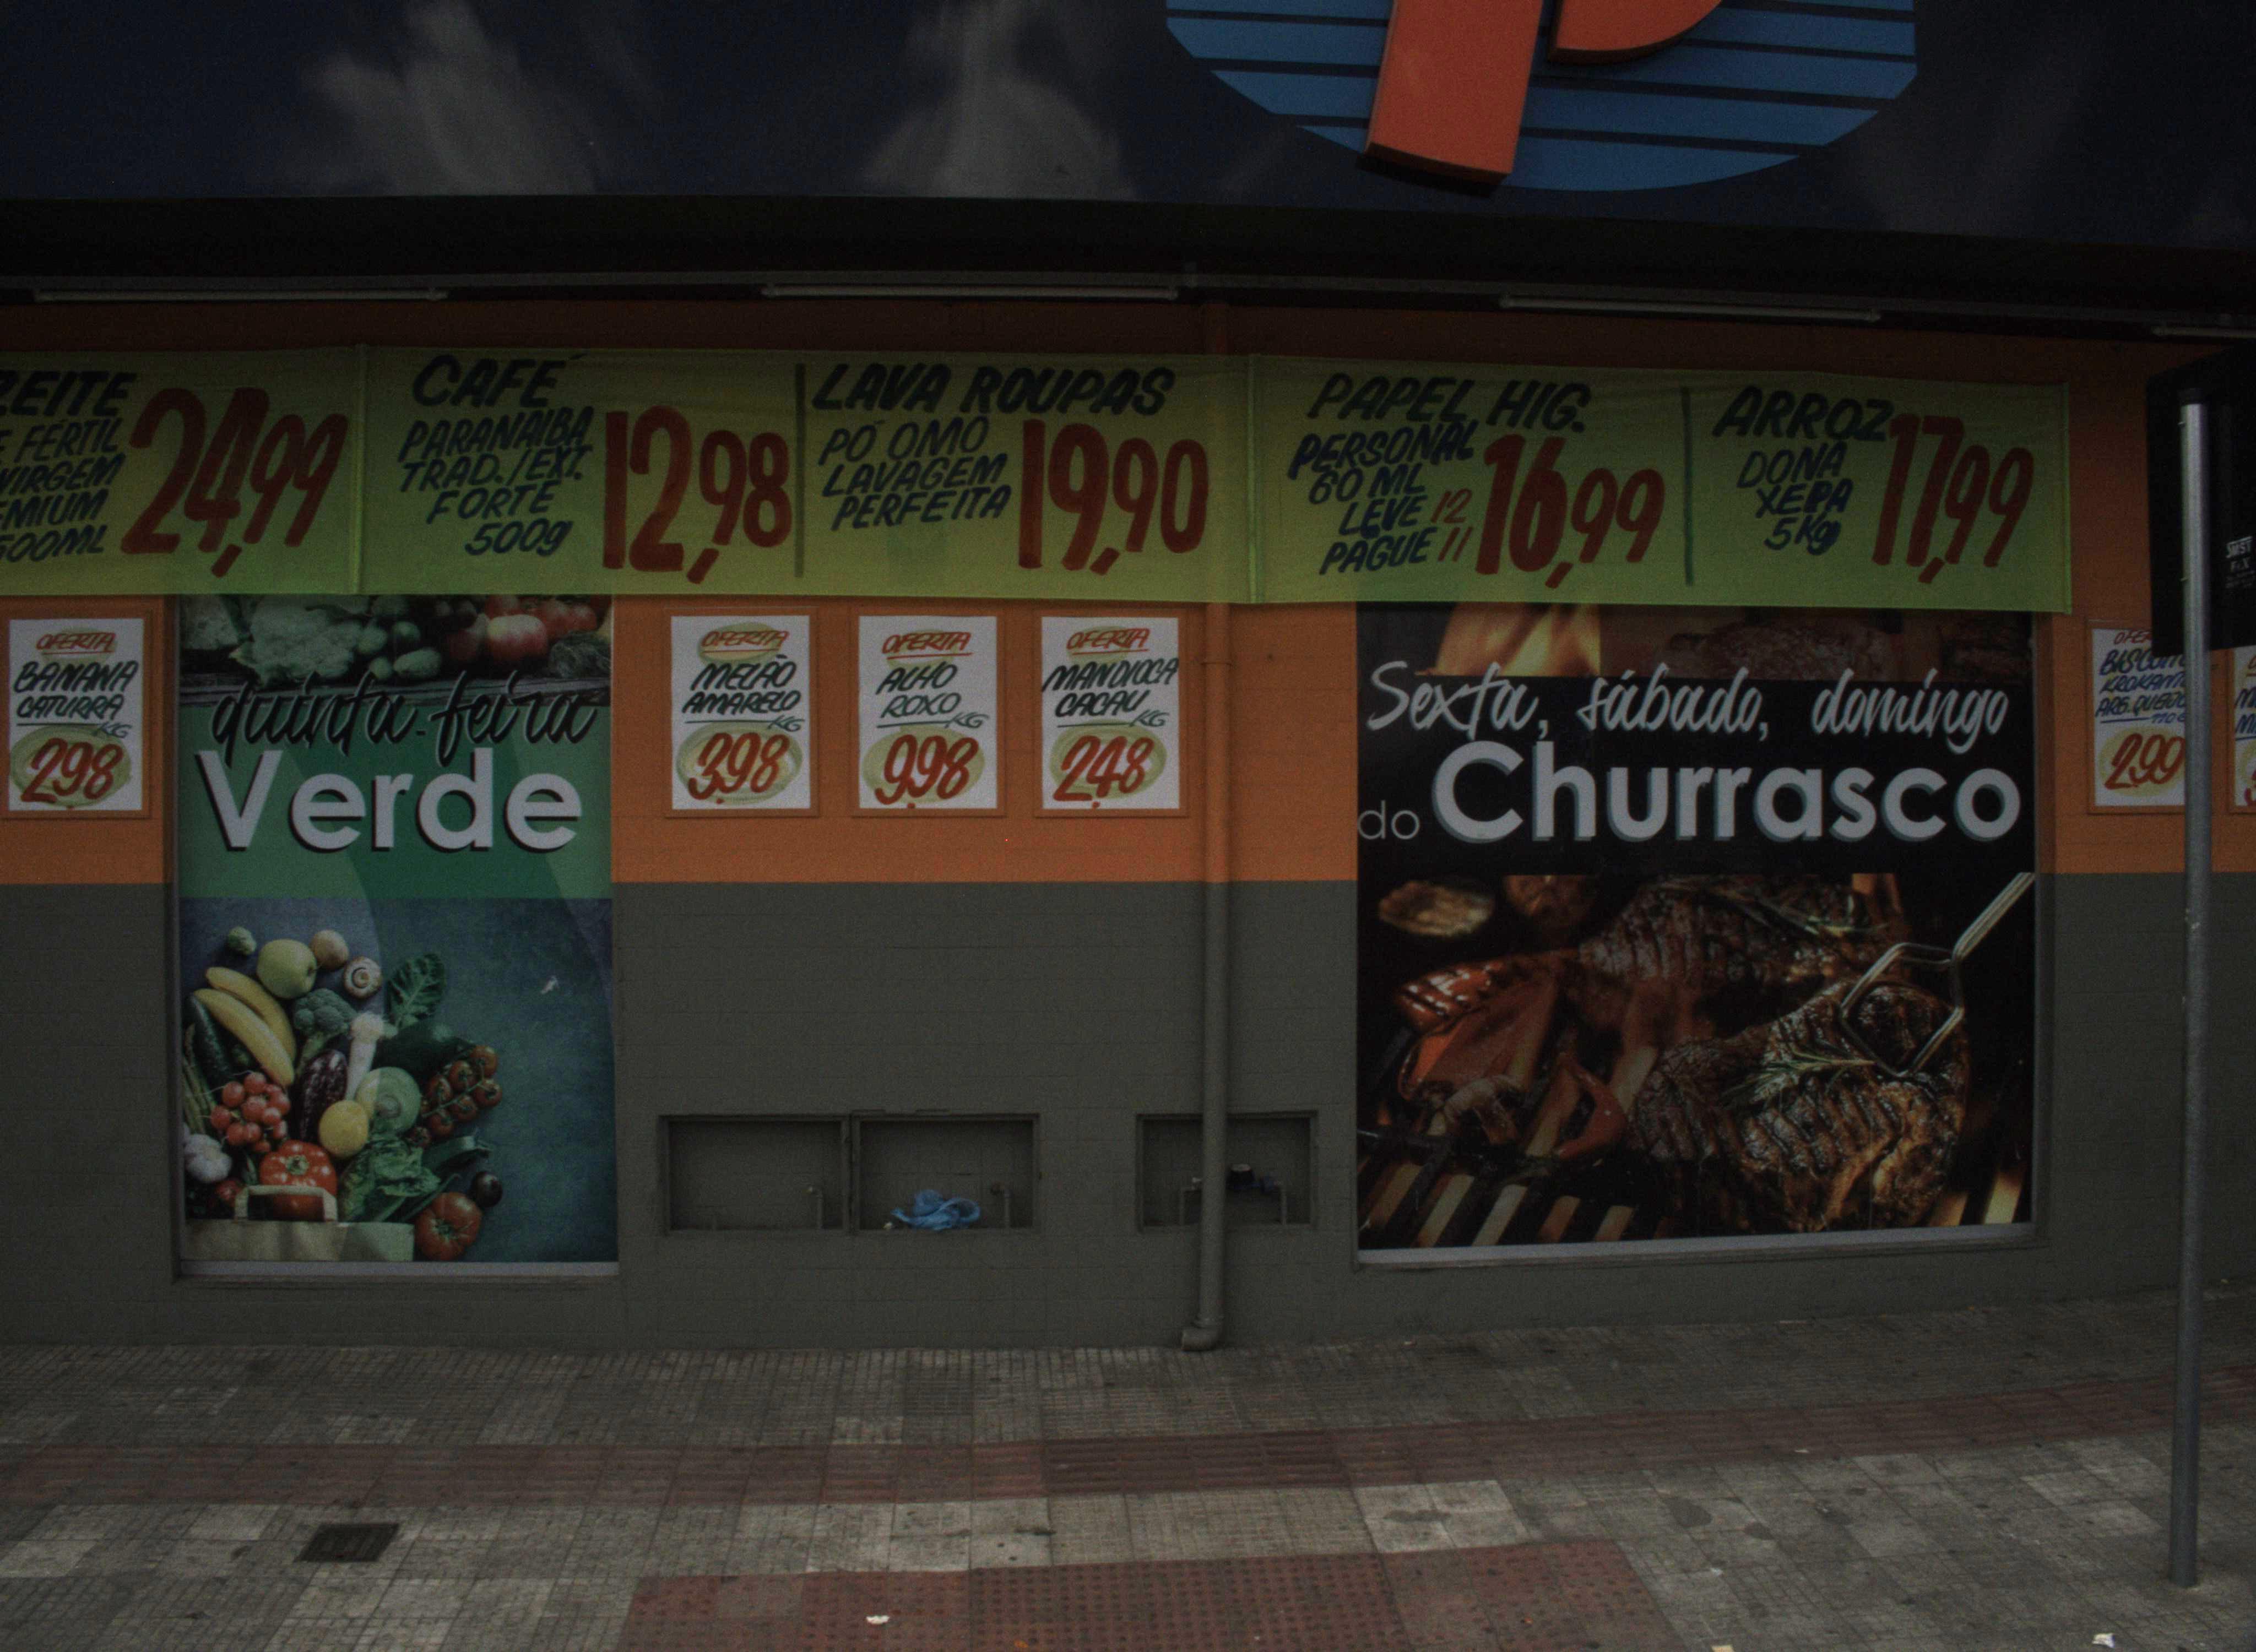 24,99
FÉRTIL
VIRGEM
500ML
CAFÉ
PARANAIBA
TRAD./EXT.
FORTE
500g
12,98
LAVA ROUPAS
PÓ OMO
LAVAGEM
PERFEITA
19,90
PAPEL HIG.
PERSONAL
60 ML
LEVE 12
PAGUE 11
16,99
ARROZ
DONA
XEPA
5Kg
17,99
OFERTA
BANANA
CATURRA
KG
2,98
quinta-feira
Verde
OFERTA
MELÃO
AMARELO
KG
3,98
OFERTA
ALHO
ROXO
KG
9,98
OFERTA
MANDIOCA
CACAU
KG
2,48
Sexta, sábado, domingo
do Churrasco
2,99